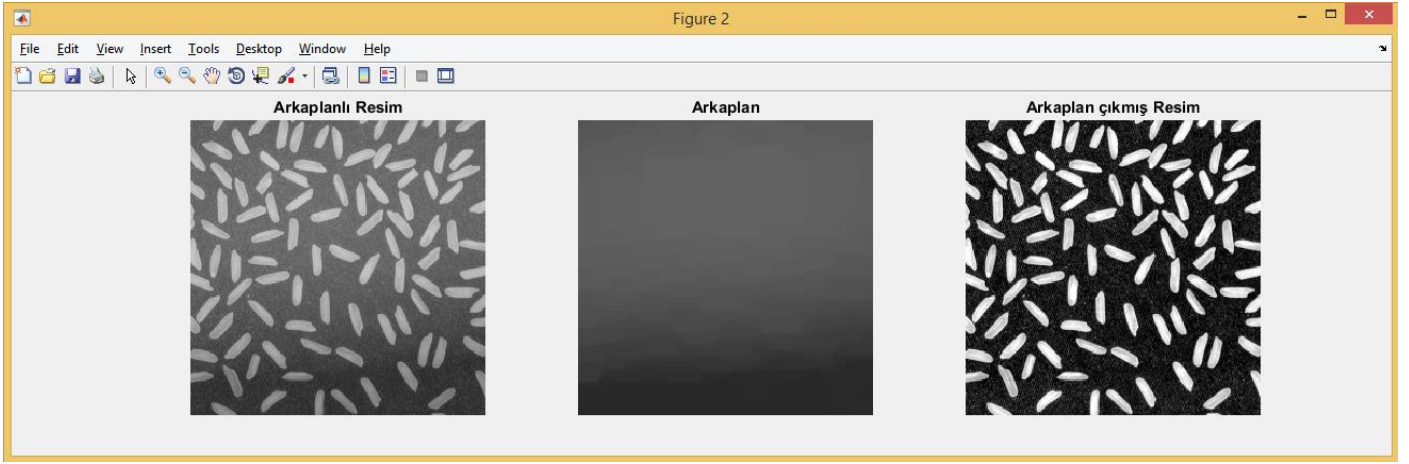 Figure 2
File Edit View Insert Tools Desktop Window Help
Arkaplanlı Resim
Arkaplan
Arkaplan çıkmış Resim